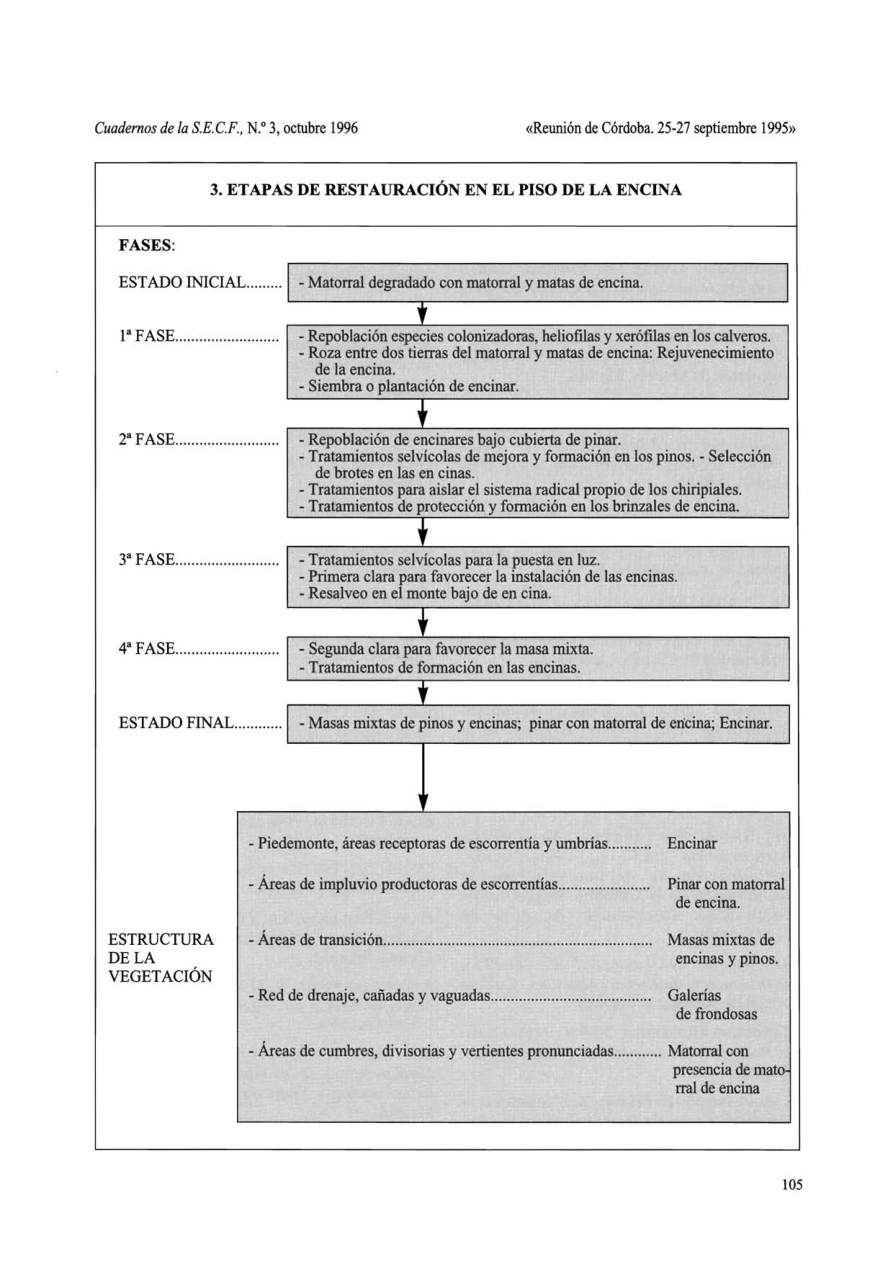 Cuadernos de la S.E.C.F., N.º 3, octubre 1996 «Reunión de Córdoba. 25-27 septiembre 1995»
3. ETAPAS DE RESTAURACIÓN EN EL PISO DE LA ENCINA
FASES:
ESTADO INICIAL......... - Matorral degradado con matorral y matas de encina.
1ª FASE.......................... - Repoblación especies colonizadoras, heliofilas y xerófilas en los calveros.
- Roza entre dos tierras del matorral y matas de encina: Rejuvenecimiento
de la encina.
- Siembra o plantación de encinar.
2ª FASE.......................... - Repoblación de encinares bajo cubierta de pinar.
- Tratamientos selvícolas de mejora y formación en los pinos. - Selección
de brotes en las en cinas.
- Tratamientos para aislar el sistema radical propio de los chiripiales.
- Tratamientos de protección y formación en los brinzales de encina.
3ª FASE.......................... - Tratamientos selvícolas para la puesta en luz.
- Primera clara para favorecer la instalación de las encinas.
- Resalveo en el monte bajo de en cina.
4ª FASE.......................... - Segunda clara para favorecer la masa mixta.
- Tratamientos de formación en las encinas.
ESTADO FINAL............ - Masas mixtas de pinos y encinas; pinar con matorral de encina; Encinar.
- Piedemonte, áreas receptoras de escorrentía y umbrías........... Encinar
- Áreas de impluvio productoras de escorrentías....................... Pinar con matorral
de encina.
ESTRUCTURA
DE LA
VEGETACIÓN
- Áreas de transición................................................................... Masas mixtas de
encinas y pinos.
- Red de drenaje, cañadas y vaguadas........................................ Galerías
de frondosas
- Áreas de cumbres, divisorias y vertientes pronunciadas............ Matorral con
presencia de mato-
rral de encina
105